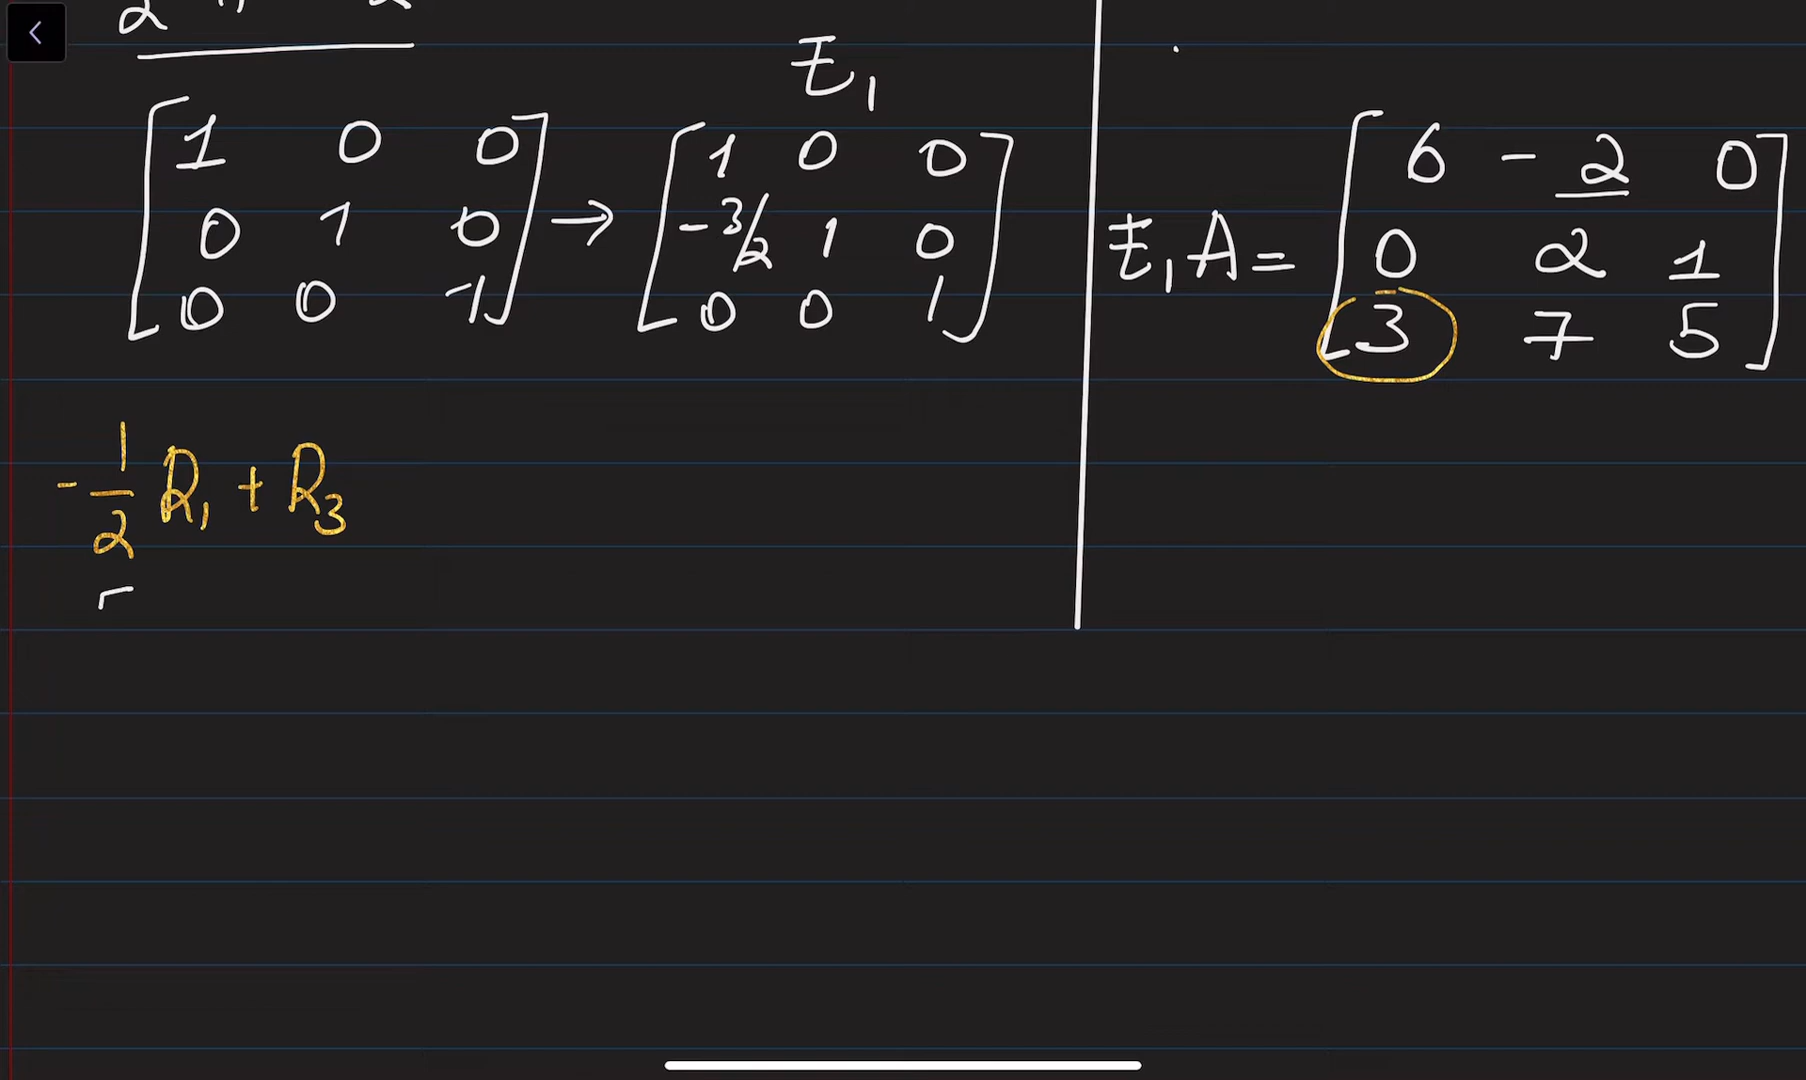 E₁
[1 0 0] → [1 0 0]
[0 1 0] [-3/2 1 0]
[0 0 1] [0 0 1]
E₁A = [6 -2 0]
[0 2 1]
[3 7 5]
-1/2 R₁ + R₃